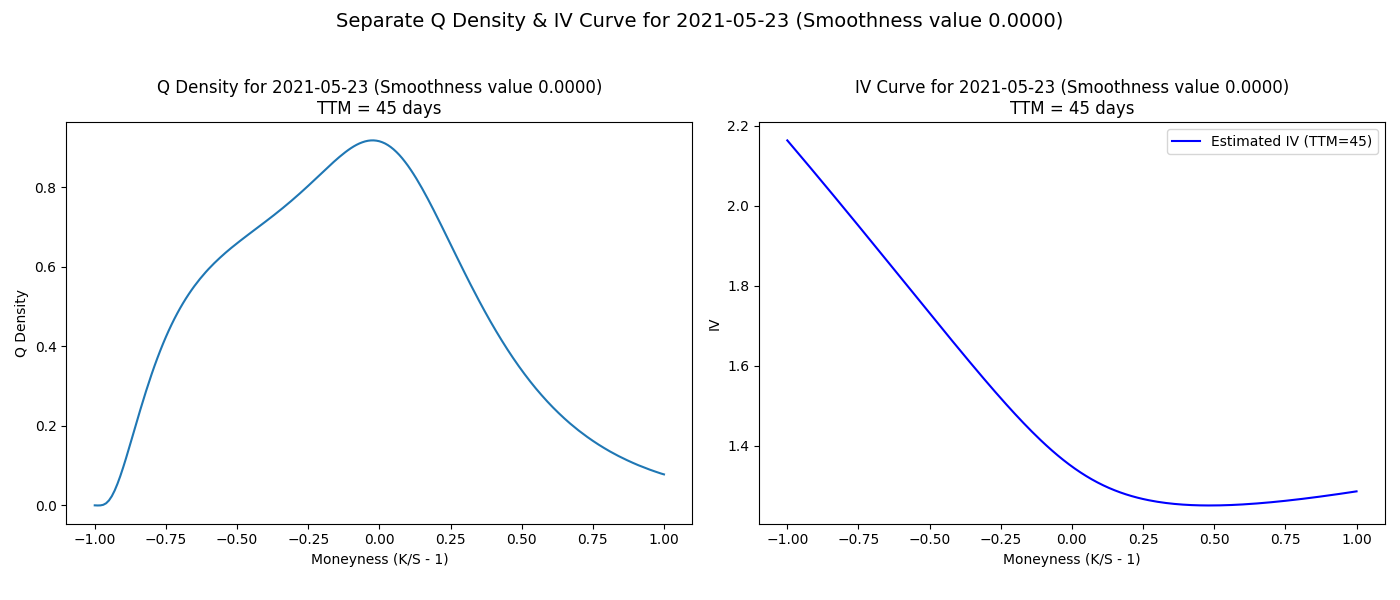 Separate Q Density & IV Curve for 2021-05-23 (Smoothness value 0.0000)
Q Density for 2021-05-23 (Smoothness value 0.0000)
TTM = 45 days
Q Density
0.8
0.6
0.4
0.2
0.0
−1.00 −0.75 −0.50 −0.25 0.00 0.25 0.50 0.75 1.00
Moneyness (K/S - 1)
IV Curve for 2021-05-23 (Smoothness value 0.0000)
TTM = 45 days
Estimated IV (TTM=45)
IV
2.2
2.0
1.8
1.6
1.4
−1.00 −0.75 −0.50 −0.25 0.00 0.25 0.50 0.75 1.00
Moneyness (K/S - 1)